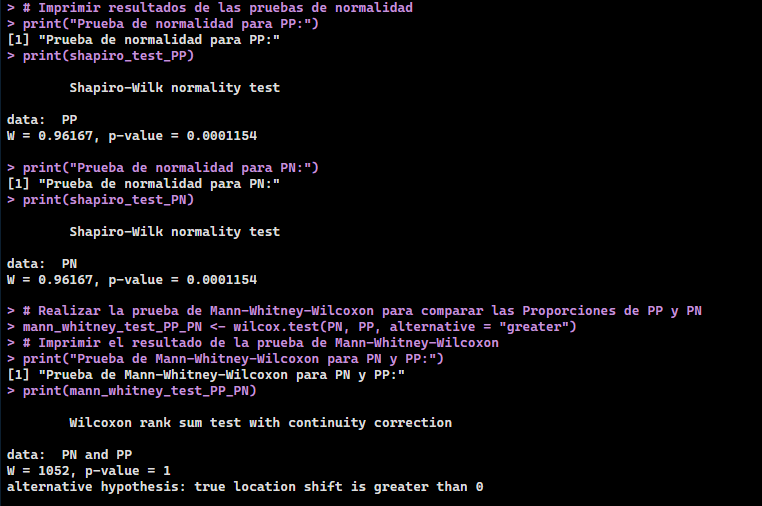 > # Imprimir resultados de las pruebas de normalidad
> print("Prueba de normalidad para PP:")
[1] "Prueba de normalidad para PP:"
> print(shapiro_test_PP)
Shapiro-Wilk normality test
data:  PP
W = 0.96167, p-value = 0.0001154
> print("Prueba de normalidad para PN:")
[1] "Prueba de normalidad para PN:"
> print(shapiro_test_PN)
Shapiro-Wilk normality test
data:  PN
W = 0.96167, p-value = 0.0001154
> # Realizar la prueba de Mann-Whitney-Wilcoxon para comparar las Proporciones de PP y PN
> mann_whitney_test_PP_PN <- wilcox.test(PN, PP, alternative = "greater")
> # Imprimir el resultado de la prueba de Mann-Whitney-Wilcoxon
> print("Prueba de Mann-Whitney-Wilcoxon para PN y PP:")
[1] "Prueba de Mann-Whitney-Wilcoxon para PN y PP:"
> print(mann_whitney_test_PP_PN)
Wilcoxon rank sum test with continuity correction
data:  PN and PP
W = 1052, p-value = 1
alternative hypothesis: true location shift is greater than 0